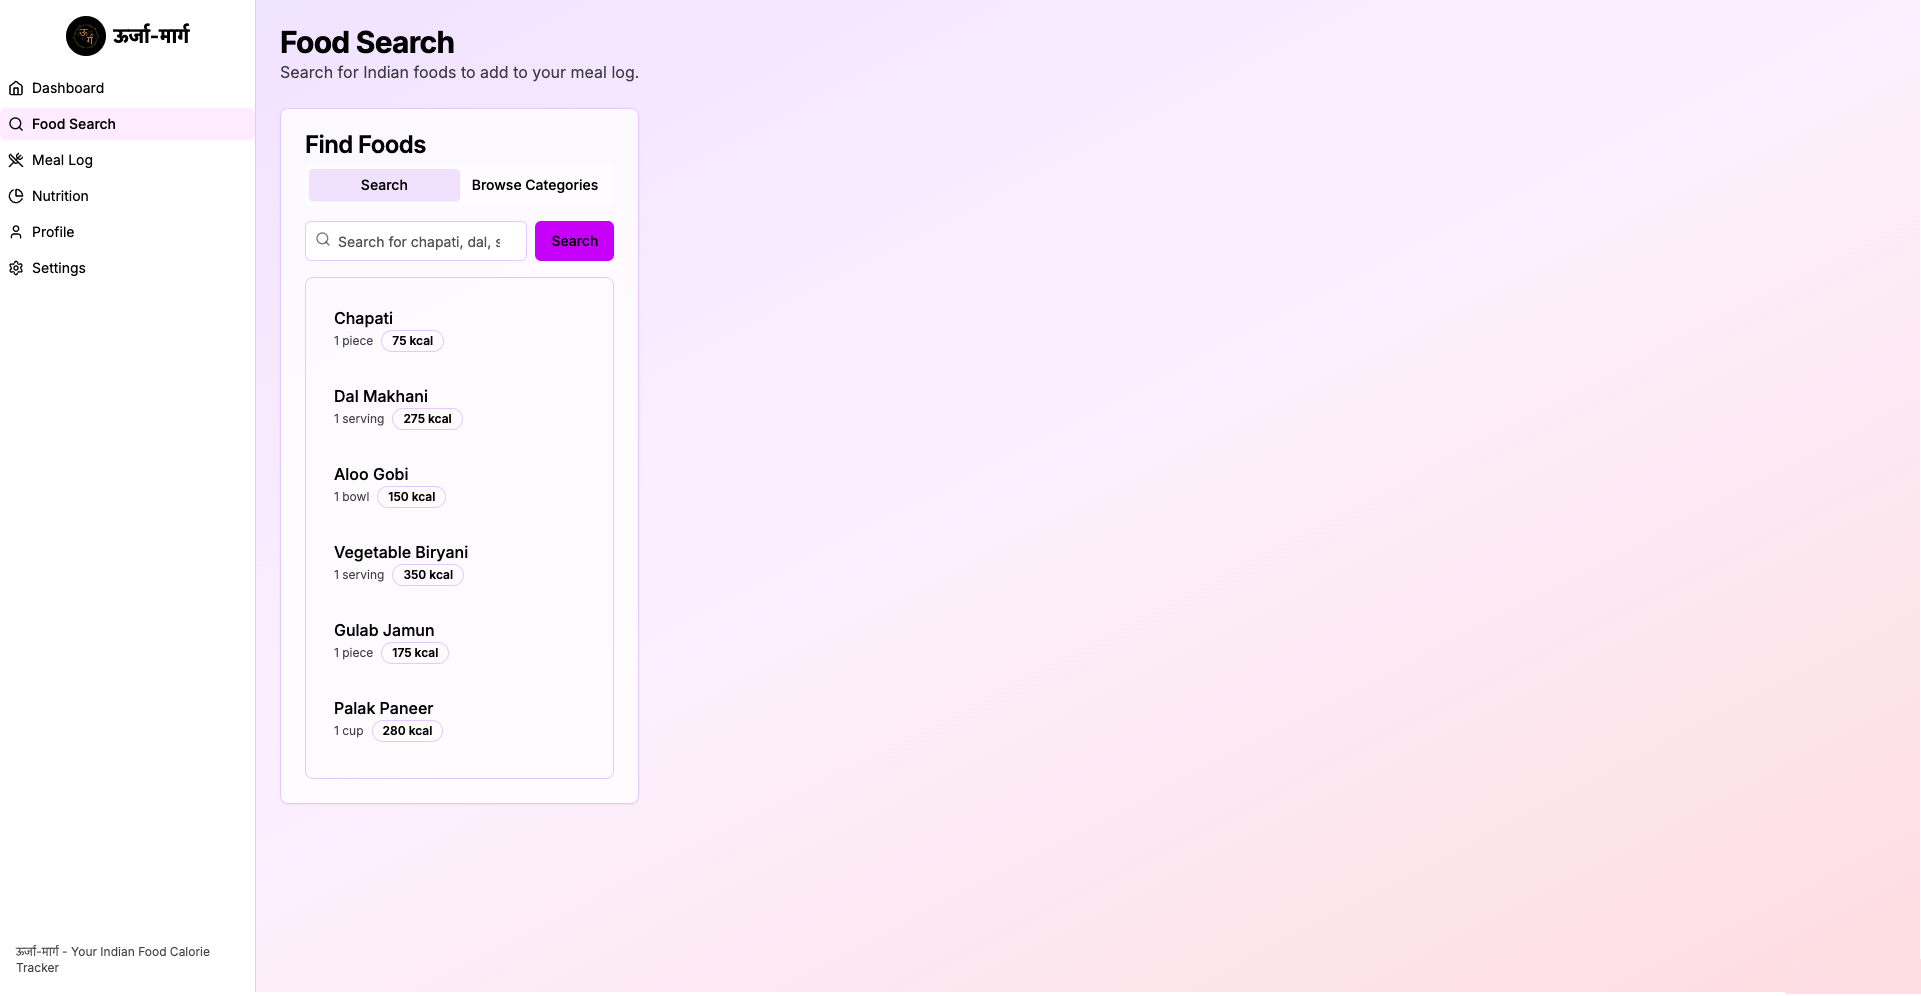 ऊर्जा-मार्ग
Dashboard
Food Search
Meal Log
Nutrition
Profile
Settings
ऊर्जा-मार्ग - Your Indian Food Calorie
Tracker
Food Search
Search for Indian foods to add to your meal log.
Find Foods
Search Browse Categories
Search for chapati, dal, s Search
Chapati
1 piece 75 kcal
Dal Makhani
1 serving 275 kcal
Aloo Gobi
1 bowl 150 kcal
Vegetable Biryani
1 serving 350 kcal
Gulab Jamun
1 piece 175 kcal
Palak Paneer
1 cup 280 kcal